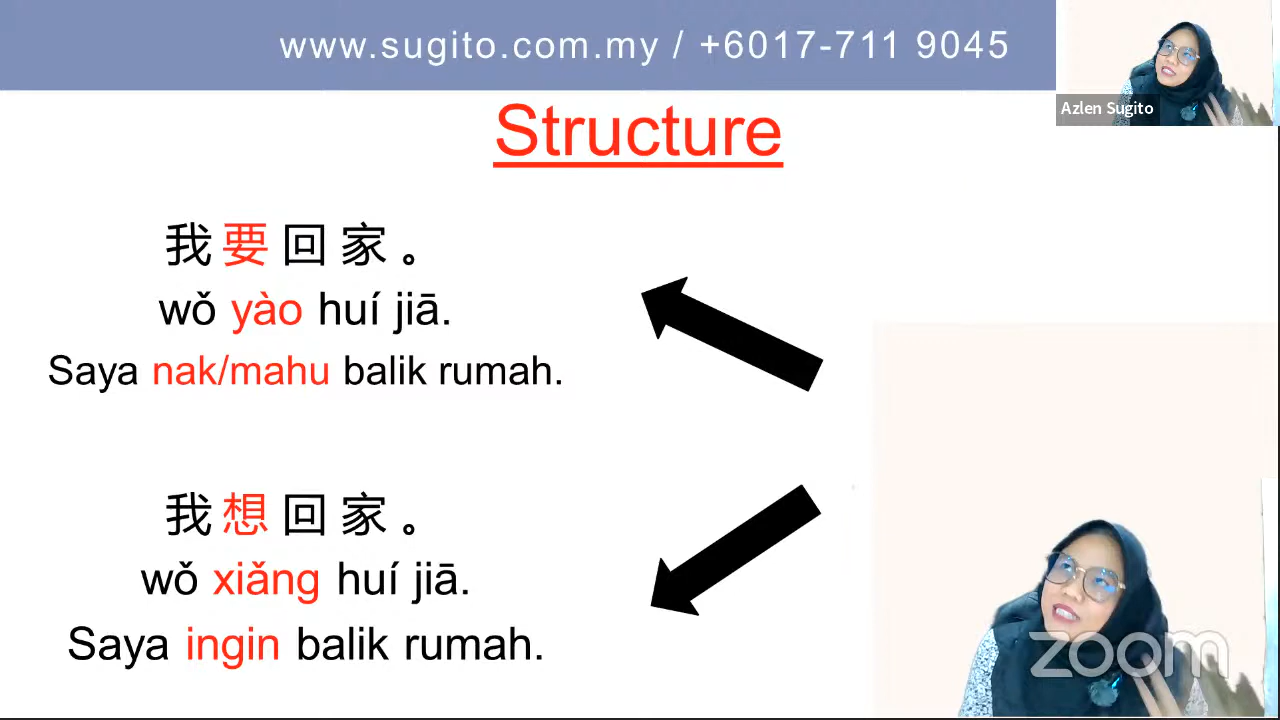 www.sugito.com.my / +6017-711 9045
Azlen Sugito
Structure
我要回家。
wǒ yào huí jiā.
Saya nak/mahu balik rumah.
我想回家。
wǒ xiǎng huí jiā.
Saya ingin balik rumah.
zoom